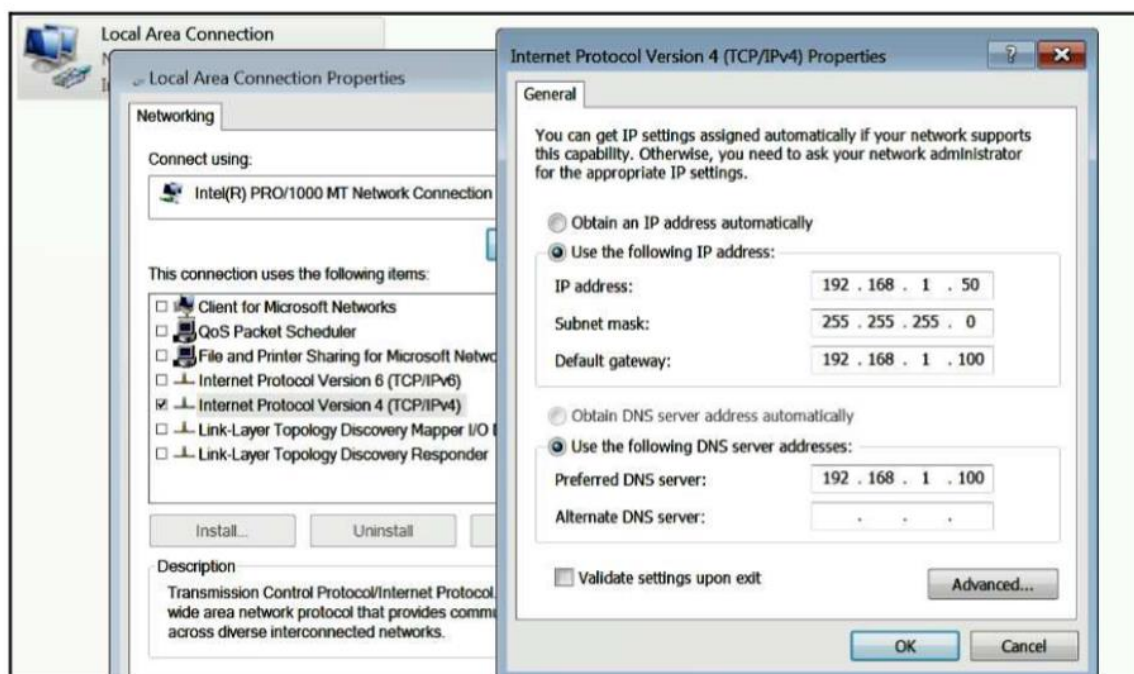 Local Area Connection
Local Area Connection Properties
Networking
Connect using:
Intel(R) PRO/1000 MT Network Connection
This connection uses the following items:
Client for Microsoft Networks
QoS Packet Scheduler
File and Printer Sharing for Microsoft Netwo
Internet Protocol Version 6 (TCP/IPv6)
Internet Protocol Version 4 (TCP/IPv4)
Link-Layer Topology Discovery Mapper I/O
Link-Layer Topology Discovery Responder
Install...
Uninstall
Description
Transmission Control Protocol/Internet Protocol.
wide area network protocol that provides commu
across diverse interconnected networks.
Internet Protocol Version 4 (TCP/IPv4) Properties
General
You can get IP settings assigned automatically if your network supports
this capability. Otherwise, you need to ask your network administrator
for the appropriate IP settings.
Obtain an IP address automatically
Use the following IP address:
IP address: 192 . 168 . 1 . 50
Subnet mask: 255 . 255 . 255 . 0
Default gateway: 192 . 168 . 1 . 100
Obtain DNS server address automatically
Use the following DNS server addresses:
Preferred DNS server: 192 . 168 . 1 . 100
Alternate DNS server: . . .
Validate settings upon exit
Advanced...
OK
Cancel